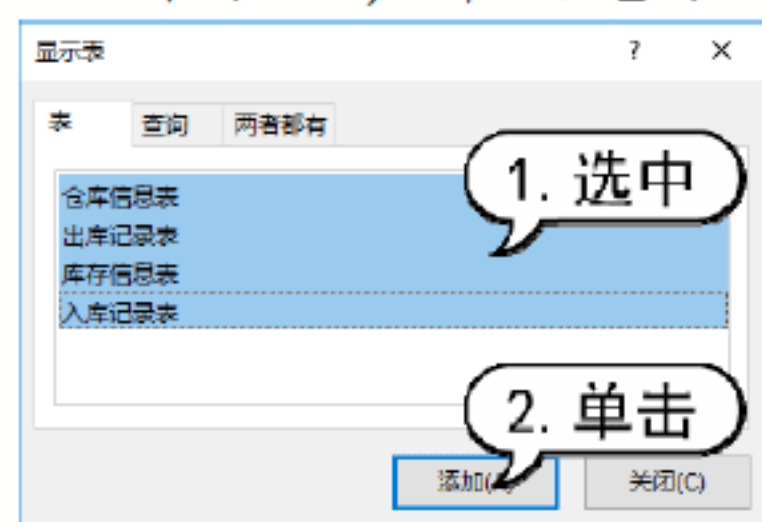 显示表 ? ×
表 查询 两者都有
1. 选中
仓库信息表
出库记录表
库存信息表
入库记录表
2. 单击
添加( 关闭(C)